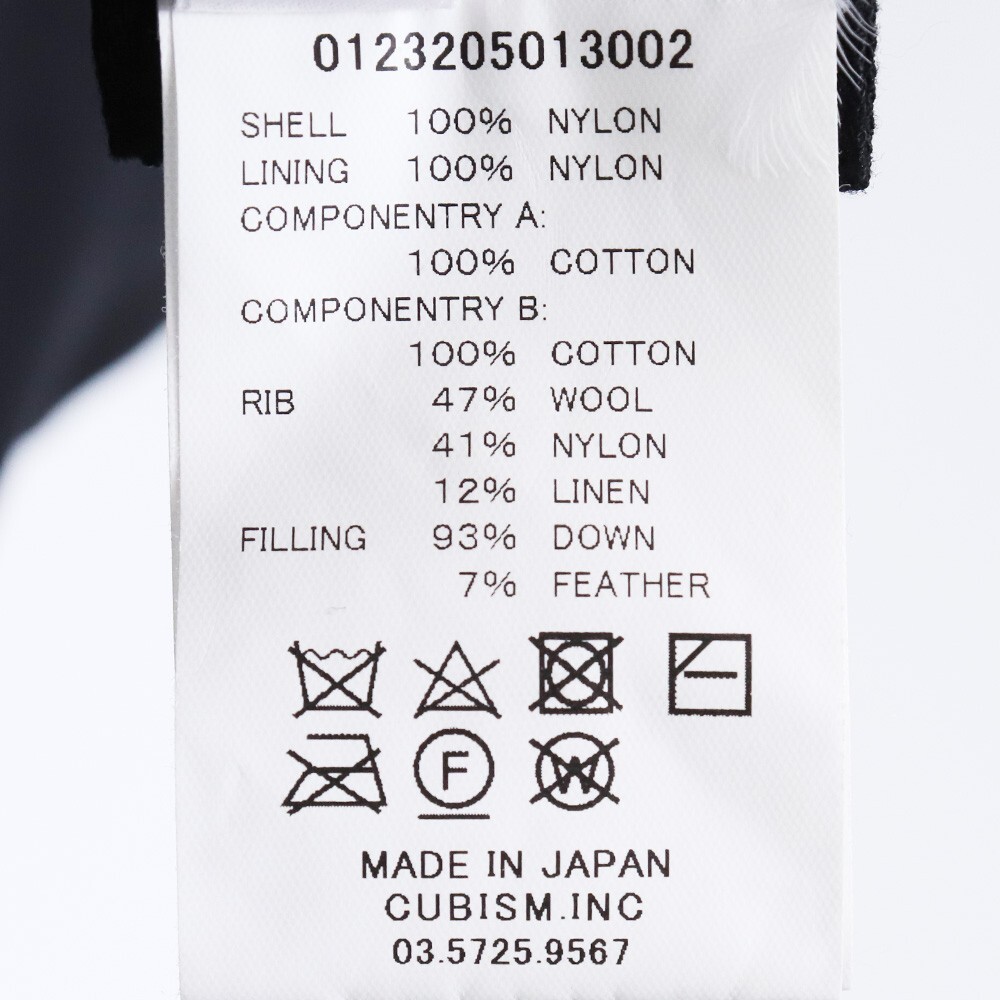 0123205013002
SHELL 100% NYLON
LINING 100% NYLON
COMPONENTRY A:
100% COTTON
COMPONENTRY B:
100% COTTON
RIB 47% WOOL
41% NYLON
12% LINEN
FILLING 93% DOWN
7% FEATHER
F W
MADE IN JAPAN
CUBISM.INC
03.5725.9567